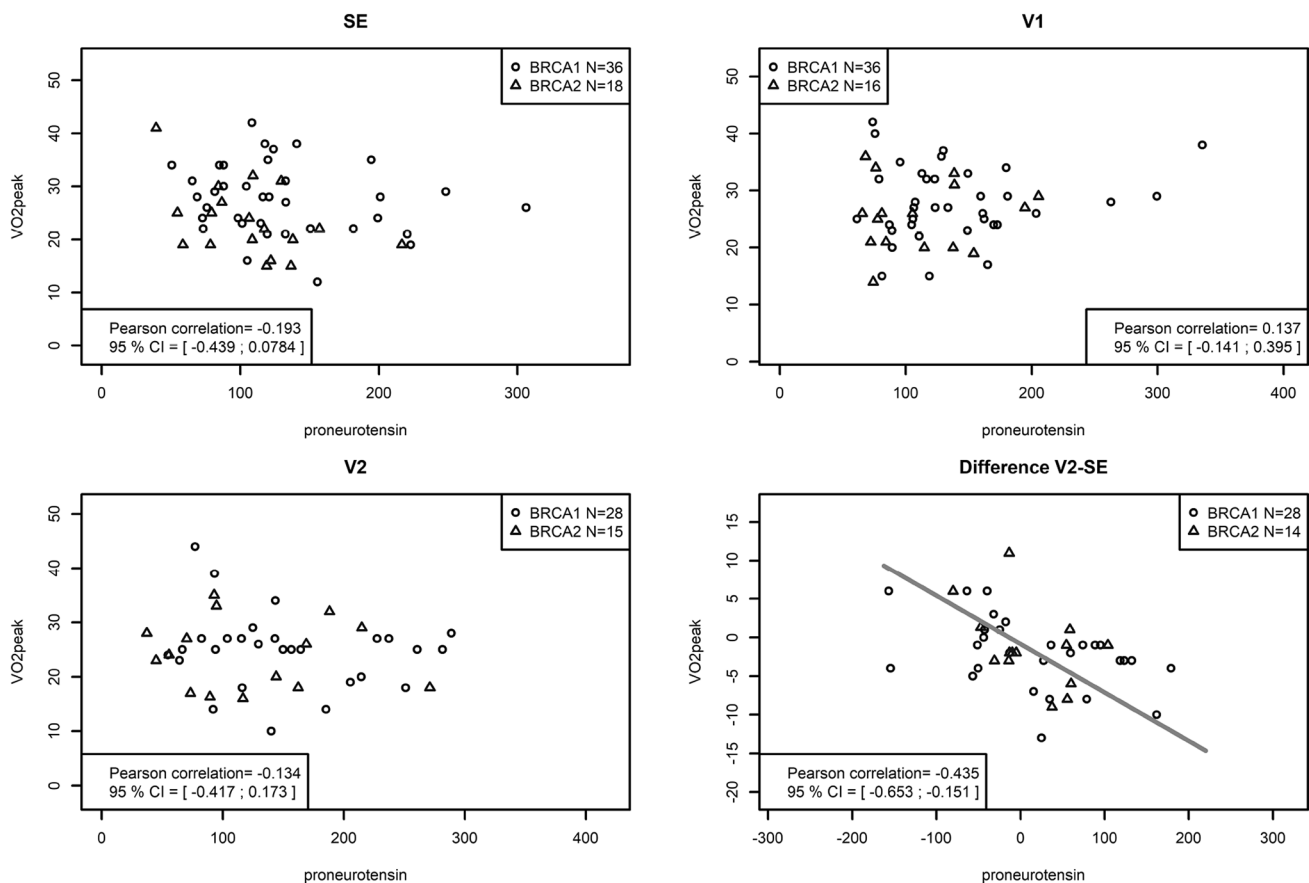 SE
BRCA1 N=36
BRCA2 N=18
VO2peak
50
40
30
20
10
0
Pearson correlation= -0.193
95 % CI = [ -0.439 ; 0.0784 ]
0 100 200 300
proneurotensin
V1
BRCA1 N=36
BRCA2 N=16
VO2peak
50
40
30
20
10
0
Pearson correlation= 0.137
95 % CI = [ -0.141 ; 0.395 ]
0 100 200 300 400
proneurotensin
V2
BRCA1 N=28
BRCA2 N=15
VO2peak
50
40
30
20
10
0
Pearson correlation= -0.134
95 % CI = [ -0.417 ; 0.173 ]
0 100 200 300 400
proneurotensin
Difference V2-SE
BRCA1 N=28
BRCA2 N=14
VO2peak
15
10
5
0
-5
-10
-15
-20
Pearson correlation= -0.435
95 % CI = [ -0.653 ; -0.151 ]
-300 -200 -100 0 100 200 300
proneurotensin